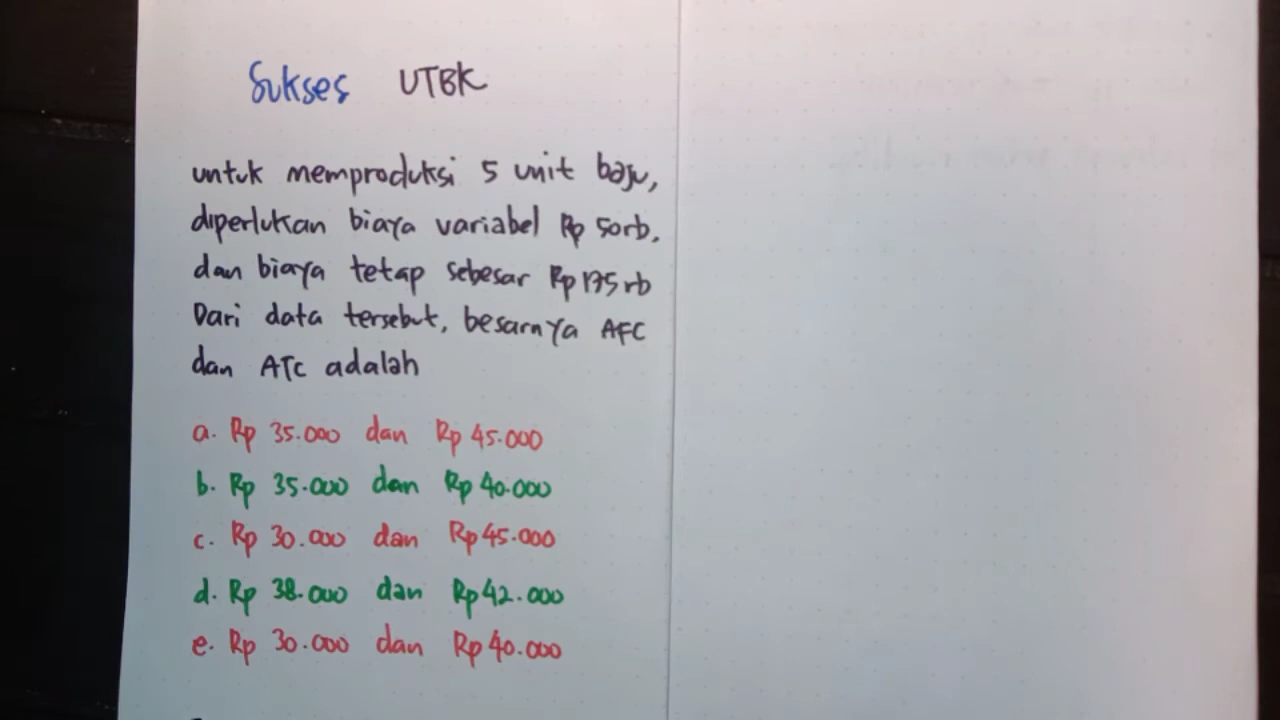 Sukses UTBK
untuk memproduksi 5 unit baju,
diperlukan biaya variabel Rp 50rb.
dan biaya tetap sebesar Rp 175rb
Dari data tersebut, besarnya AFC
dan ATC adalah
a. Rp 35.000 dan Rp 45.000
b. Rp 35.000 dan Rp 40.000
c. Rp 30.000 dan Rp 45.000
d. Rp 38.000 dan Rp 42.000
e. Rp 30.000 dan Rp 40.000